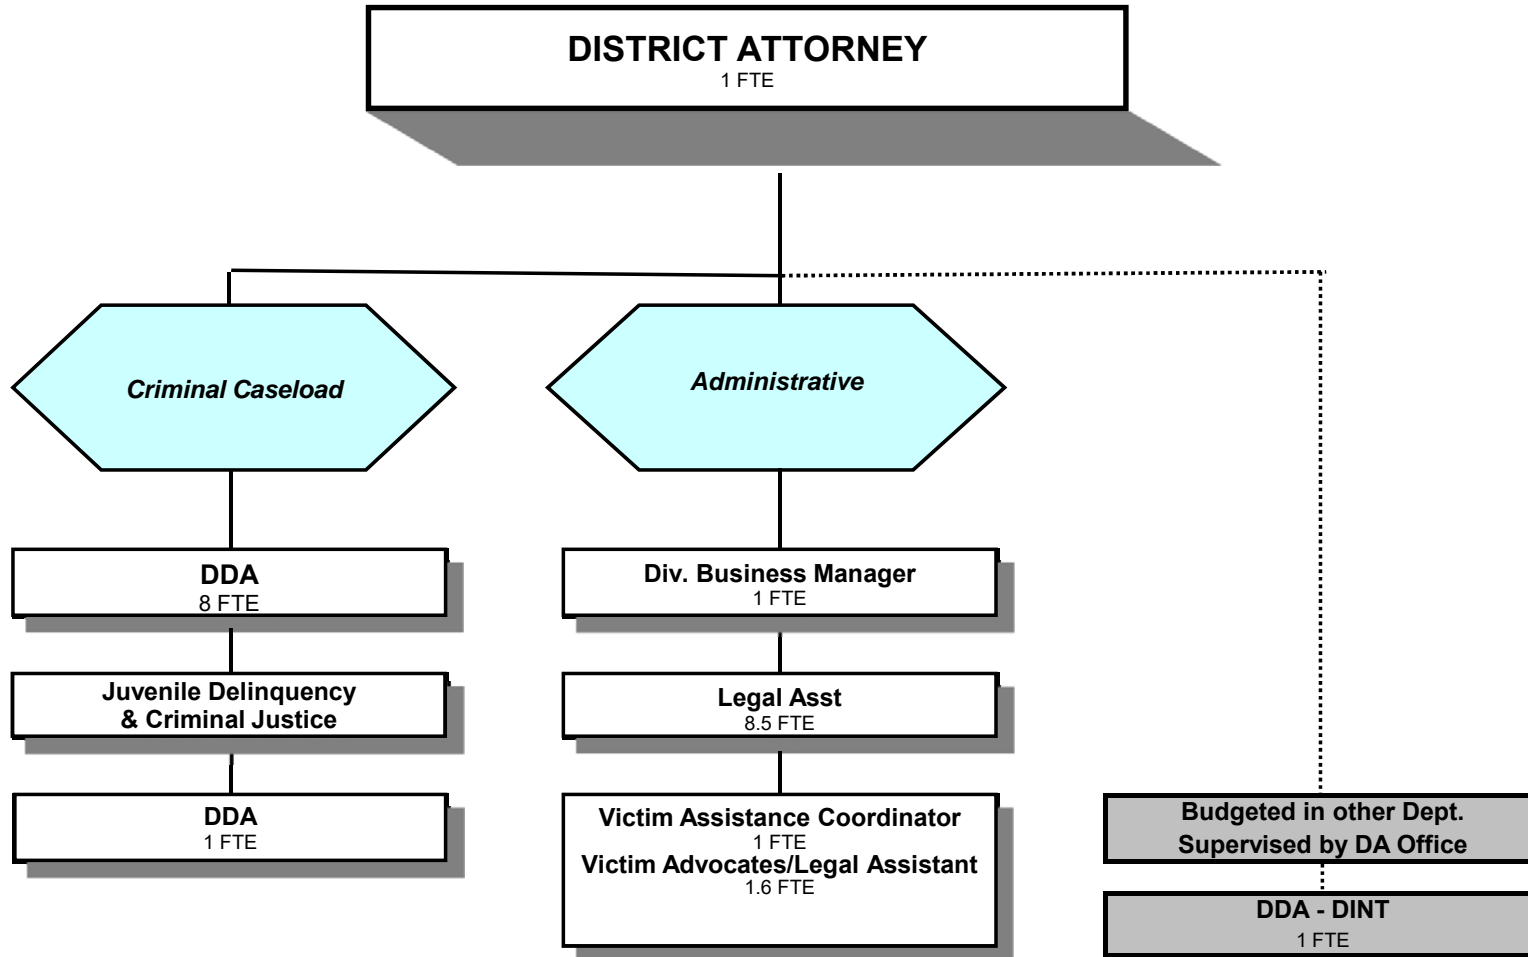 DISTRICT ATTORNEY
1 FTE
Criminal Caseload
DDA
8 FTE
Juvenile Delinquency
& Criminal Justice
DDA
1 FTE
Administrative
Div. Business Manager
1 FTE
Legal Asst
8.5 FTE
Victim Assistance Coordinator
1 FTE
Victim Advocates/Legal Assistant
1.6 FTE
Budgeted in other Dept.
Supervised by DA Office
DDA - DINT
1 FTE